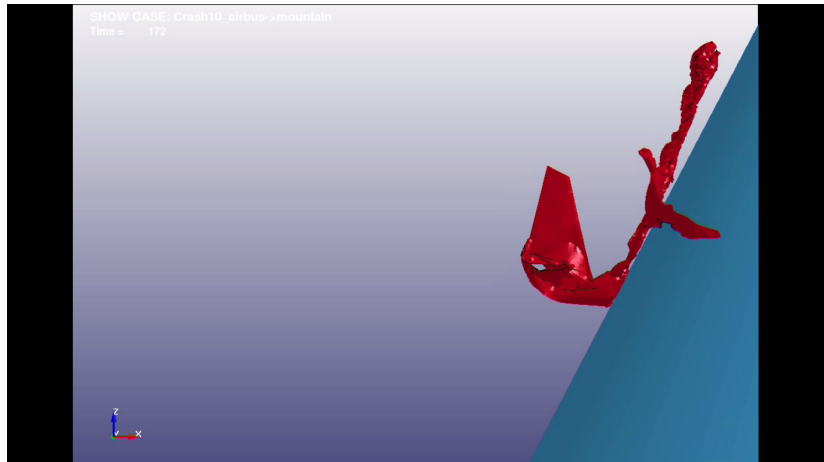 SHOW CASE: Crash10_airbus->mountain
Time =      172
Z
Y X